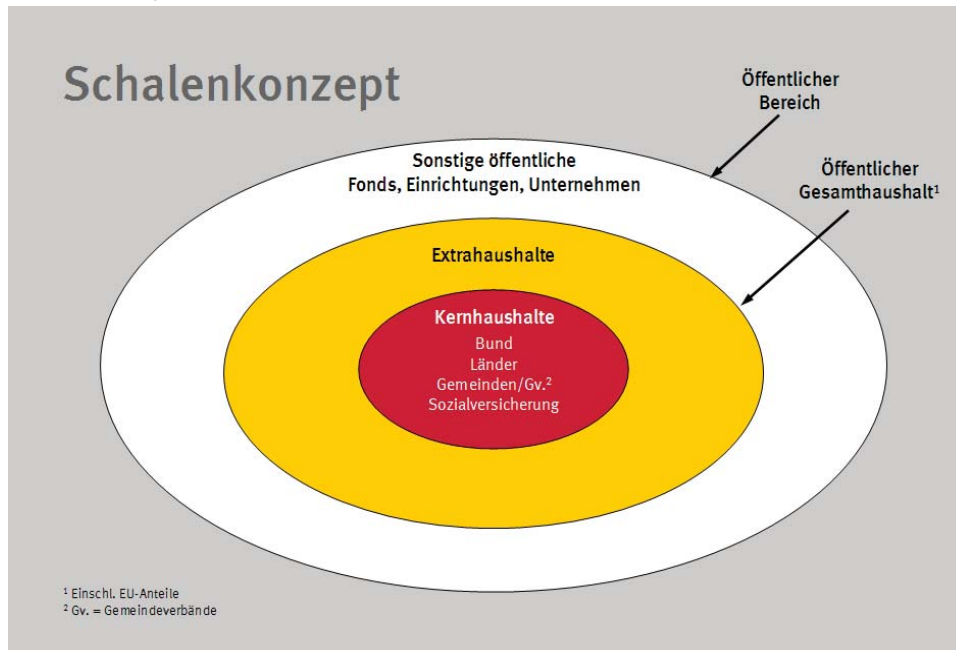 Schalenkonzept
Öffentlicher
Bereich
Öffentlicher
Gesamthaushalt¹
Sonstige öffentliche
Fonds, Einrichtungen, Unternehmen
Extrahaushalte
Kernhaushalte
Bund
Länder
Gemeinden/Gv.²
Sozialversicherung
¹ Einschl. EU-Anteile
² Gv. = Gemeindeverbände